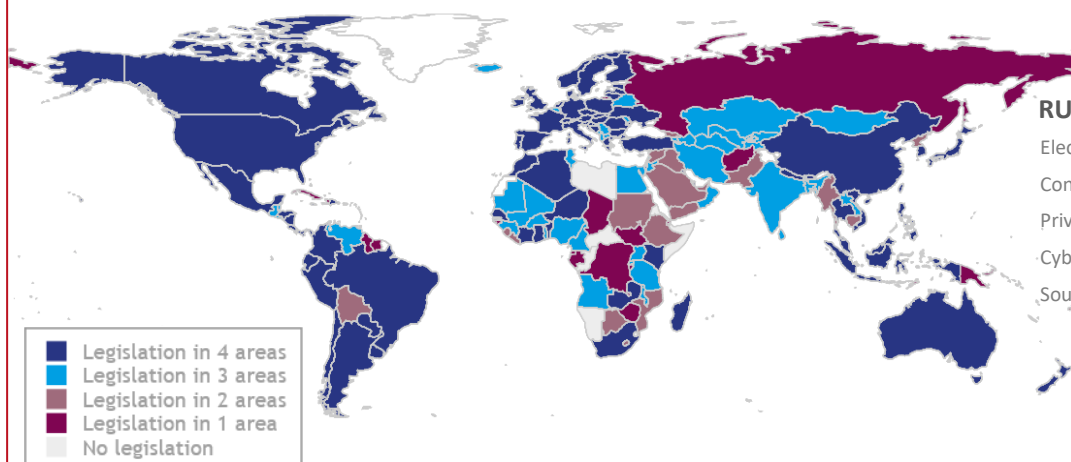 RU
Elec
Con
Priv
Cyb
Sou
Legislation in 4 areas
Legislation in 3 areas
Legislation in 2 areas
Legislation in 1 area
No legislation